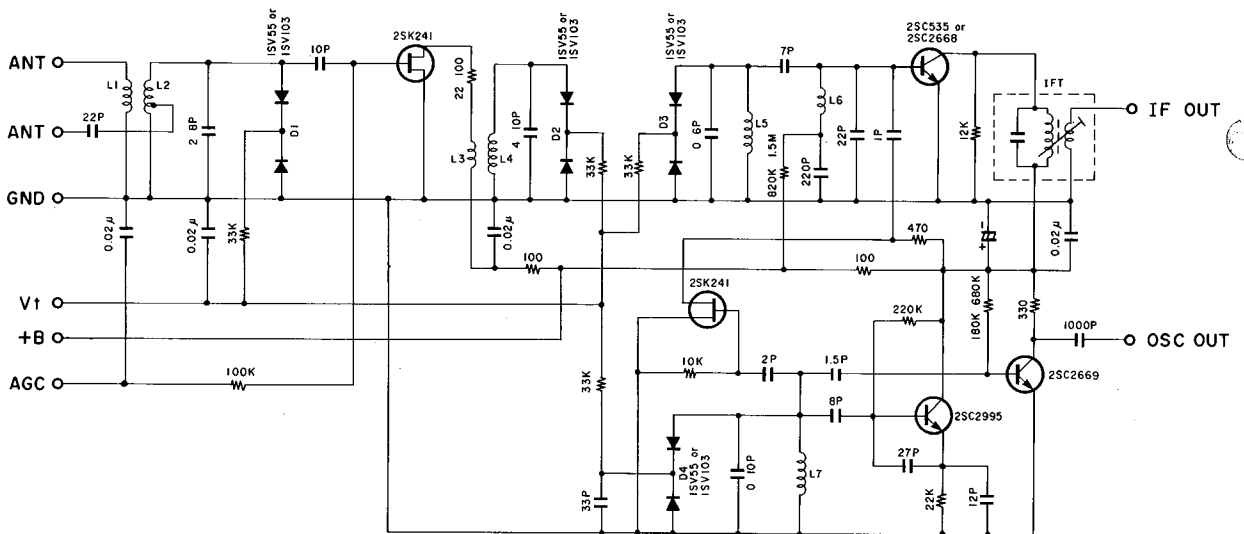 ANT
ANT
GND
Vt
+B
AGC
L1
L2
22P
2 8P
1SV55 or
1SV103
D1
10P
2SK241
22 100
L3
L4
4 10P
1SV55 or
1SV103
D2
33K
33K
1SV55 or
1SV103
D3
0 6P
L5
7P
L6
820K 1.5M
220P
22P
1P
2SC535 or
2SC2668
12K
IFT
IF OUT
0.02μ
0.02μ
33K
0.02μ
100
100
470
-
+
0.02μ
2SK241
220K
180K 680K
330
1000P
OSC OUT
100K
33K
10K
2P
1.5P
2SC2669
8P
2SC2995
D4
1SV55 or
1SV103
0 10P
L7
27P
33P
22K
12P